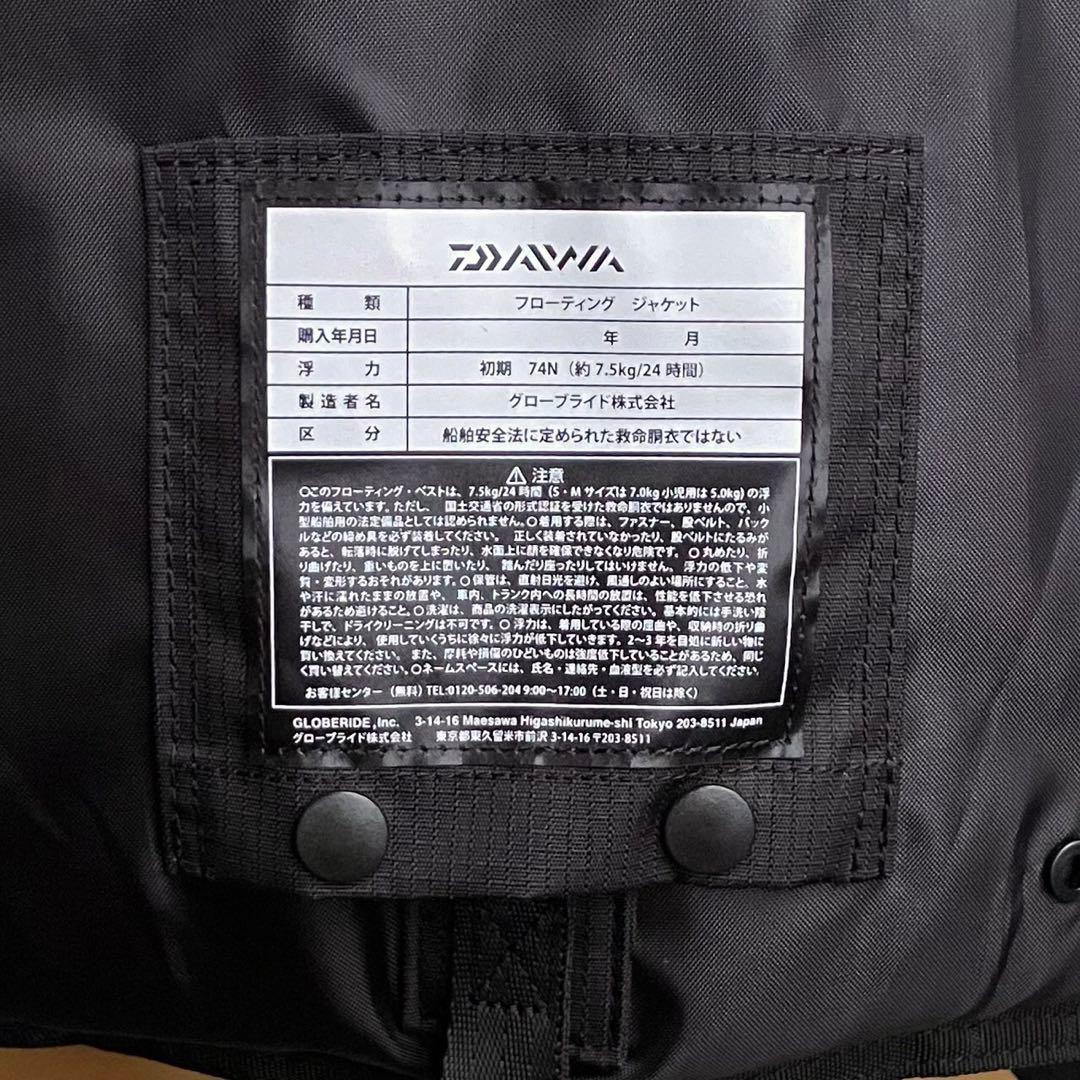 DAIWA
種類 フローティング ジャケット
購入年月日 年 月
浮力 初期 74N（約7.5kg/24時間）
製造者名 グローブライド株式会社
区分 船舶安全法に定められた救命胴衣ではない
⚠注意
○このフローティング・ベストは、7.5kg/24時間（S・Mサイズは7.0kg 小児用は5.0kg）の浮
力を備えています。ただし、国土交通省の形式認証を受けた救命胴衣ではありませんので、小
型船舶用の法定備品としては認められません。○着用する際は、ファスナー、股ベルト、バック
ルなどの締め具を必ず装着してください。 正しく装着されていなかったり、股ベルトにたるみが
あると、転落時に脱げてしまったり、水面上に顔を確保できなくなり危険です。○丸めたり、折
り曲げたり、重いものを上に置いたり、踏んだり座ったりしてはいけません。浮力の低下や変
質・変形するおそれがあります。○保管は、直射日光を避け、風通しのよい場所にすること。水
や汗に濡れたままの放置や、車内、トランク内への長時間の放置は、性能を低下させる恐れ
があるため避けること。○洗濯は、商品の洗濯表示にしたがってください。基本的には手洗い陰
干しで、ドライクリーニングは不可です。○浮力は、着用している際の屈曲や、収納時の折り曲
げなどにより、使用していくうちに徐々に浮力が低下していきます。2～3年を目処に新しい物に
買い換えてください。また、摩耗や損傷のひどいものは強度低下していることがあるため、同じ
く買い替えてください。○ネームスペースには、氏名・連絡先・血液型を必ず記入してください。
お客様センター（無料）TEL:0120-506-204 9:00～17:00（土・日・祝日は除く）
GLOBERIDE,Inc. 3-14-16 Maesawa Higashikurume-shi Tokyo 203-8511 Japan
グローブライド株式会社 東京都東久留米市前沢3-14-16〒203-8511